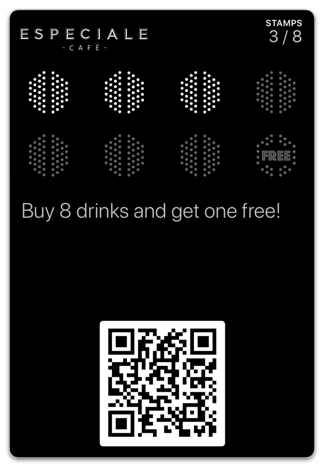 ESPECIALE
- CAFÉ -
STAMPS
3 / 8
FREE
Buy 8 drinks and get one free!